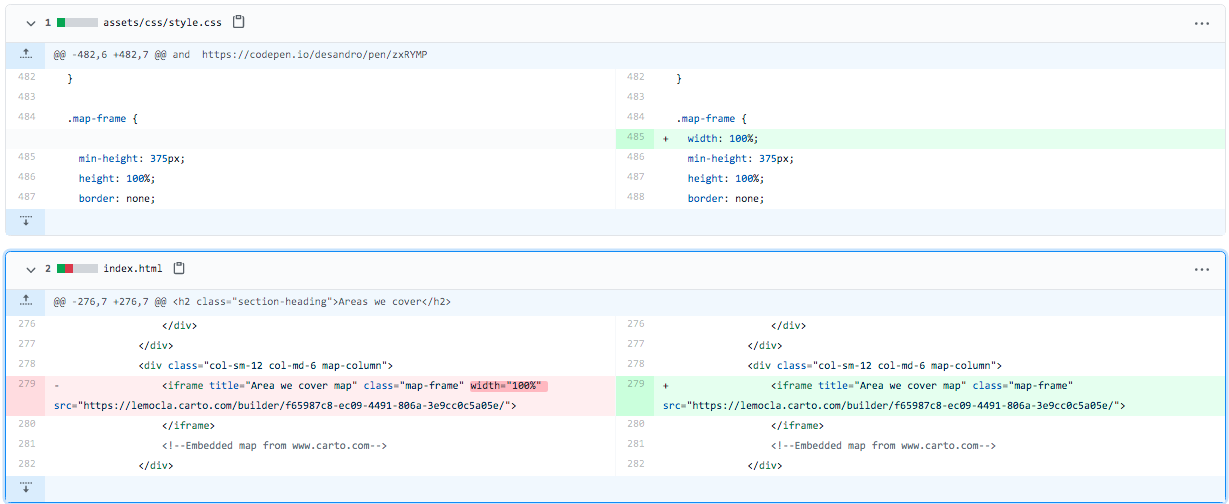 1 assets/css/style.css
@@ -482,6 +482,7 @@ and  https://codepen.io/desandro/pen/zxRYMP
482 } 482 }
483 483
484 .map-frame { 484 .map-frame {
485 + width: 100%;
485 min-height: 375px; 486 min-height: 375px;
486 height: 100%; 487 height: 100%;
487 border: none; 488 border: none;
2 index.html
@@ -276,7 +276,7 @@ <h2 class="section-heading">Areas we cover</h2>
276 </div> 276 </div>
277 </div> 277 </div>
278 <div class="col-sm-12 col-md-6 map-column"> 278 <div class="col-sm-12 col-md-6 map-column">
279 - <iframe title="Area we cover map" class="map-frame" width="100%" 279 + <iframe title="Area we cover map" class="map-frame"
src="https://lemocla.carto.com/builder/f65987c8-ec09-4491-806a-3e9cc0c5a05e/"> src="https://lemocla.carto.com/builder/f65987c8-ec09-4491-806a-3e9cc0c5a05e/">
280 </iframe> 280 </iframe>
281 <!--Embedded map from www.carto.com--> 281 <!--Embedded map from www.carto.com-->
282 </div> 282 </div>